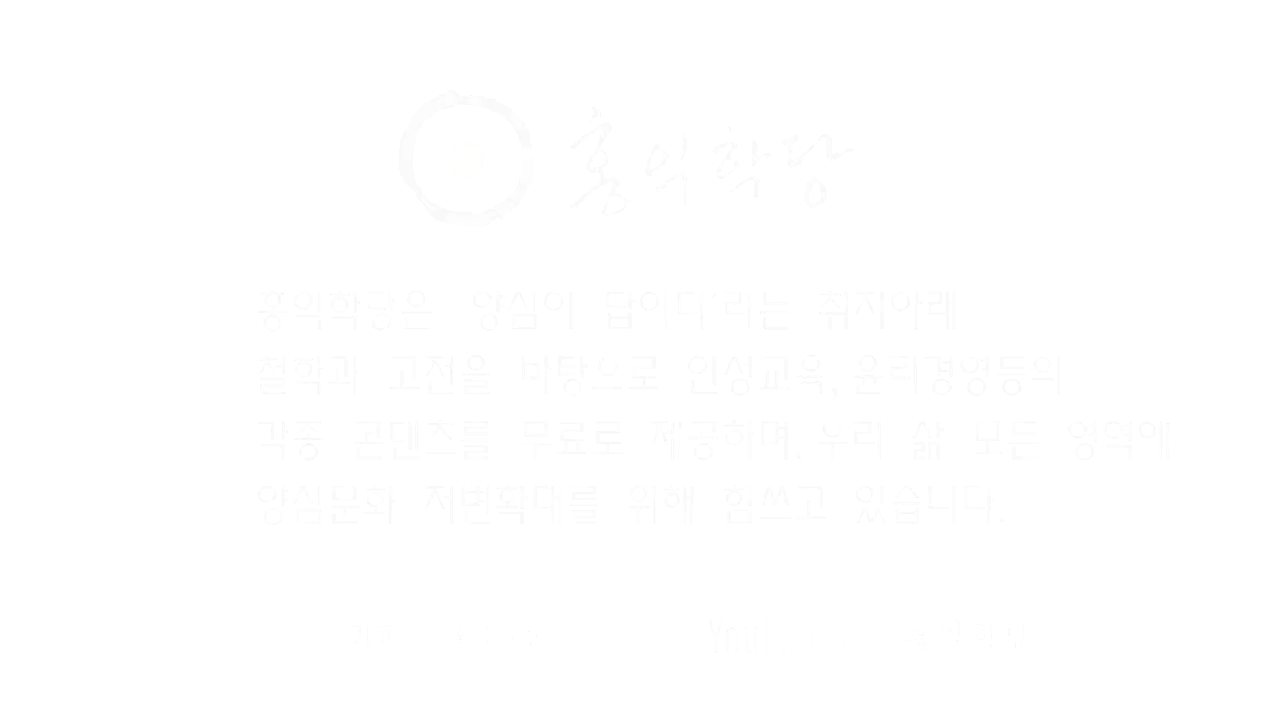 홍익학당
홍익학당은 '양심이 답이다'라는 취지아래
철학과 고전을 바탕으로 인성교육, 윤리경영등의
각종 콘텐츠를 무료로 제공하며, 우리 삶 모든 영역에
양심문화 저변확대를 위해 힘쓰고 있습니다.